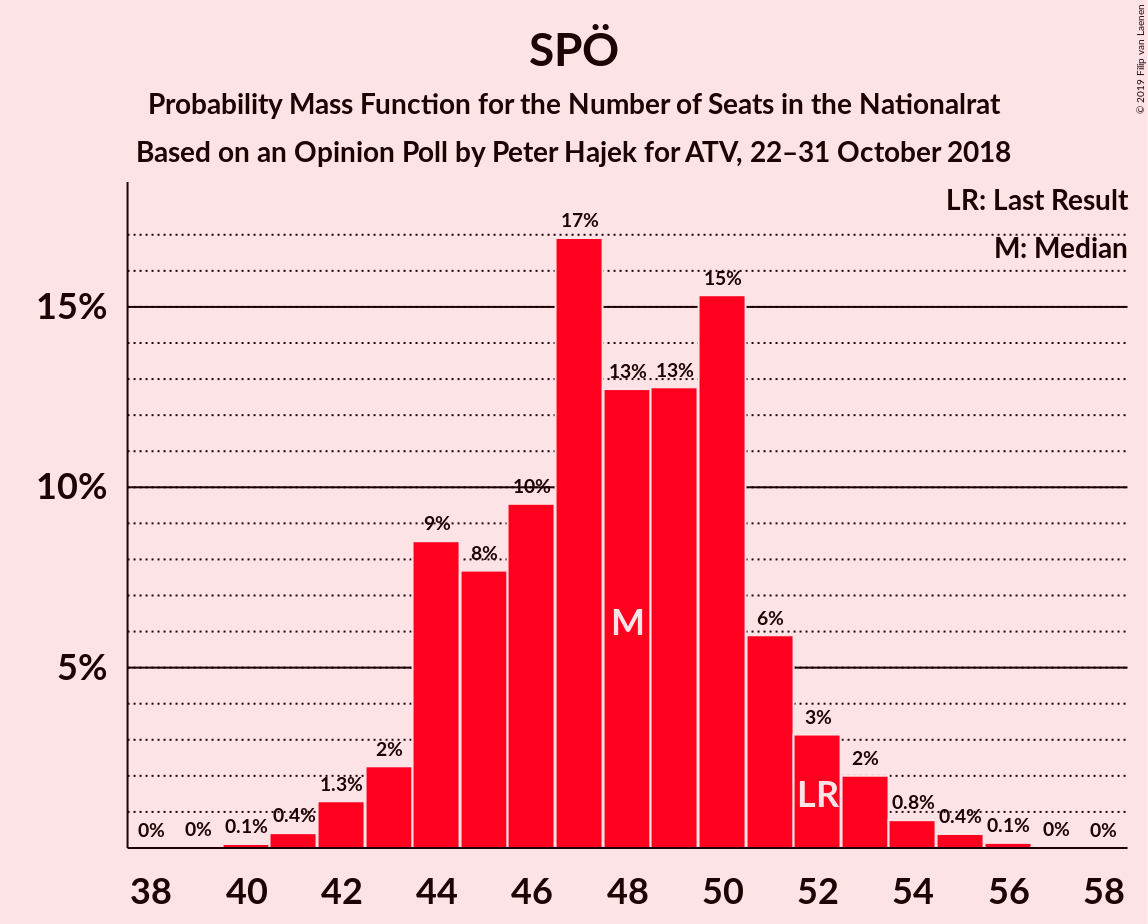 SPÖ
Probability Mass Function for the Number of Seats in the Nationalrat
Based on an Opinion Poll by Peter Hajek for ATV, 22–31 October 2018
© 2019 Filip van Laenen
LR: Last Result
M: Median
15%
10%
5%
0%
0%
0.1%
0.4%
1.3%
2%
9%
8%
10%
17%
13%
13%
15%
6%
3%
2%
0.8%
0.4%
0.1%
0%
0%
M
LR
38 40 42 44 46 48 50 52 54 56 58